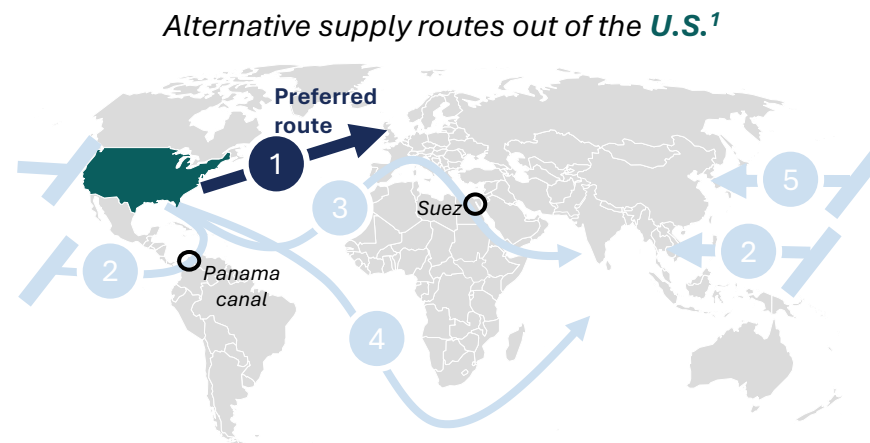 Alternative supply routes out of the U.S.¹
Preferred
route
1
3
Suez
5
2
Panama
canal
2
4